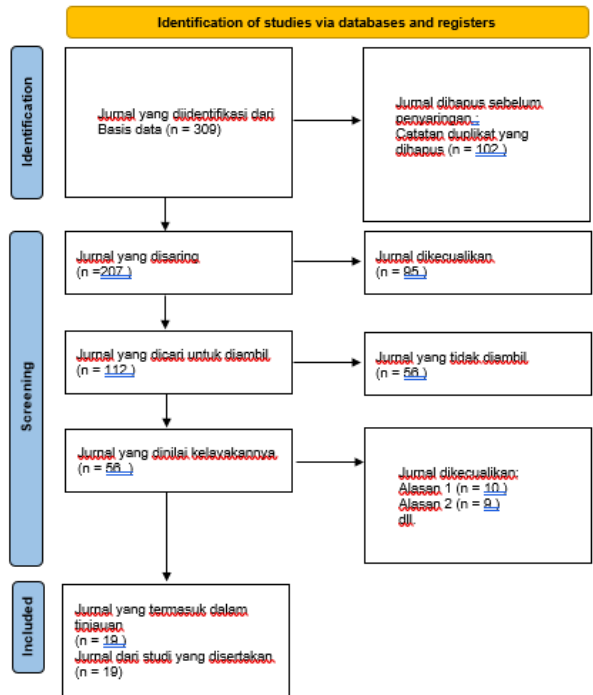 Identification of studies via databases and registers
Identification
Jurnal yang diidentifikasi dari
Basis data (n = 309)
Jurnal dihapus sebelum
penyaringan :
Catatan duplikat yang
dihapus (n = 102 )
Screening
Jurnal yang disaring
(n =207 )
Jurnal dikecualikan
(n = 95 )
Jurnal yang dicari untuk diambil
(n = 112 )
Jurnal yang tidak diambil
(n = 56 )
Jurnal yang dinilai kelayakannya
(n = 56 )
Jurnal dikecualikan:
Alasan 1 (n = 10 )
Alasan 2 (n = 9 )
dll.
Included
Jurnal yang termasuk dalam
tinjauan
(n = 19 )
Jurnal dari studi yang disertakan
(n = 19)